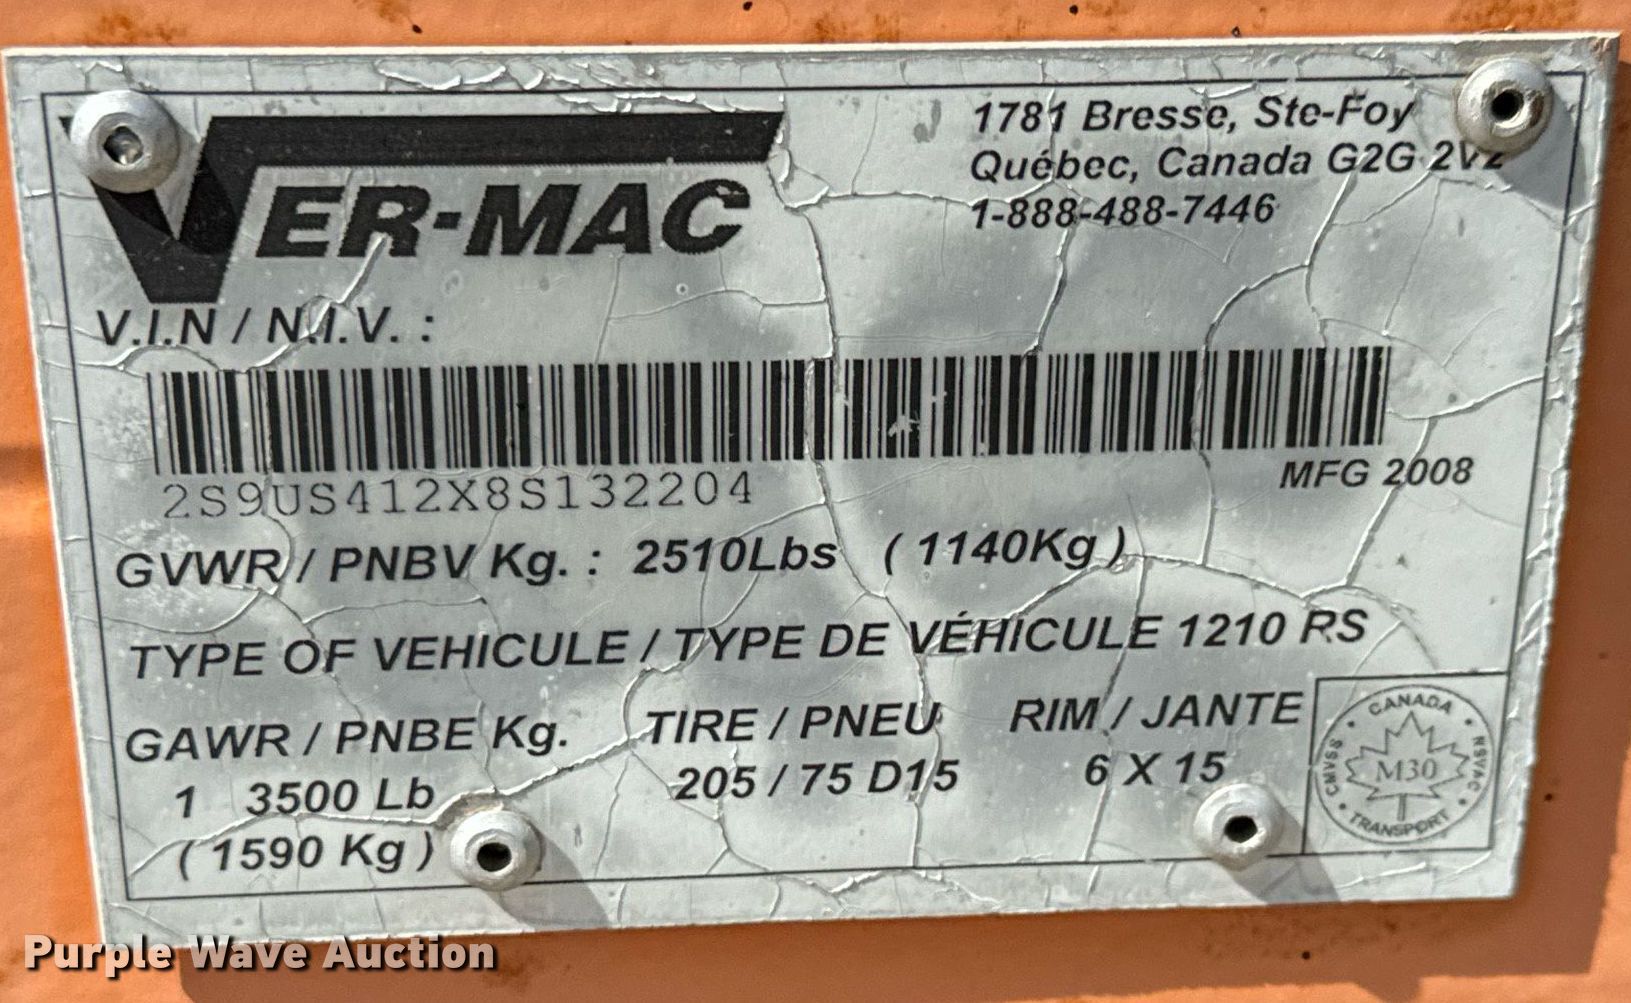 VER-MAC
1781 Bresse, Ste-Foy
Québec, Canada G2G 2V2
1-888-488-7446
V.I.N / N.I.V. :
2S9US412X8S132204
MFG 2008
GVWR / PNBV Kg. : 2510Lbs ( 1140Kg )
TYPE OF VEHICULE / TYPE DE VÉHICULE 1210 RS
GAWR / PNBE Kg. TIRE / PNEU RIM / JANTE
1 3500 Lb 205 / 75 D15 6 X 15
( 1590 Kg )
CANADA
CMVSS M30 NSVAC
TRANSPORT
Purple Wave Auction